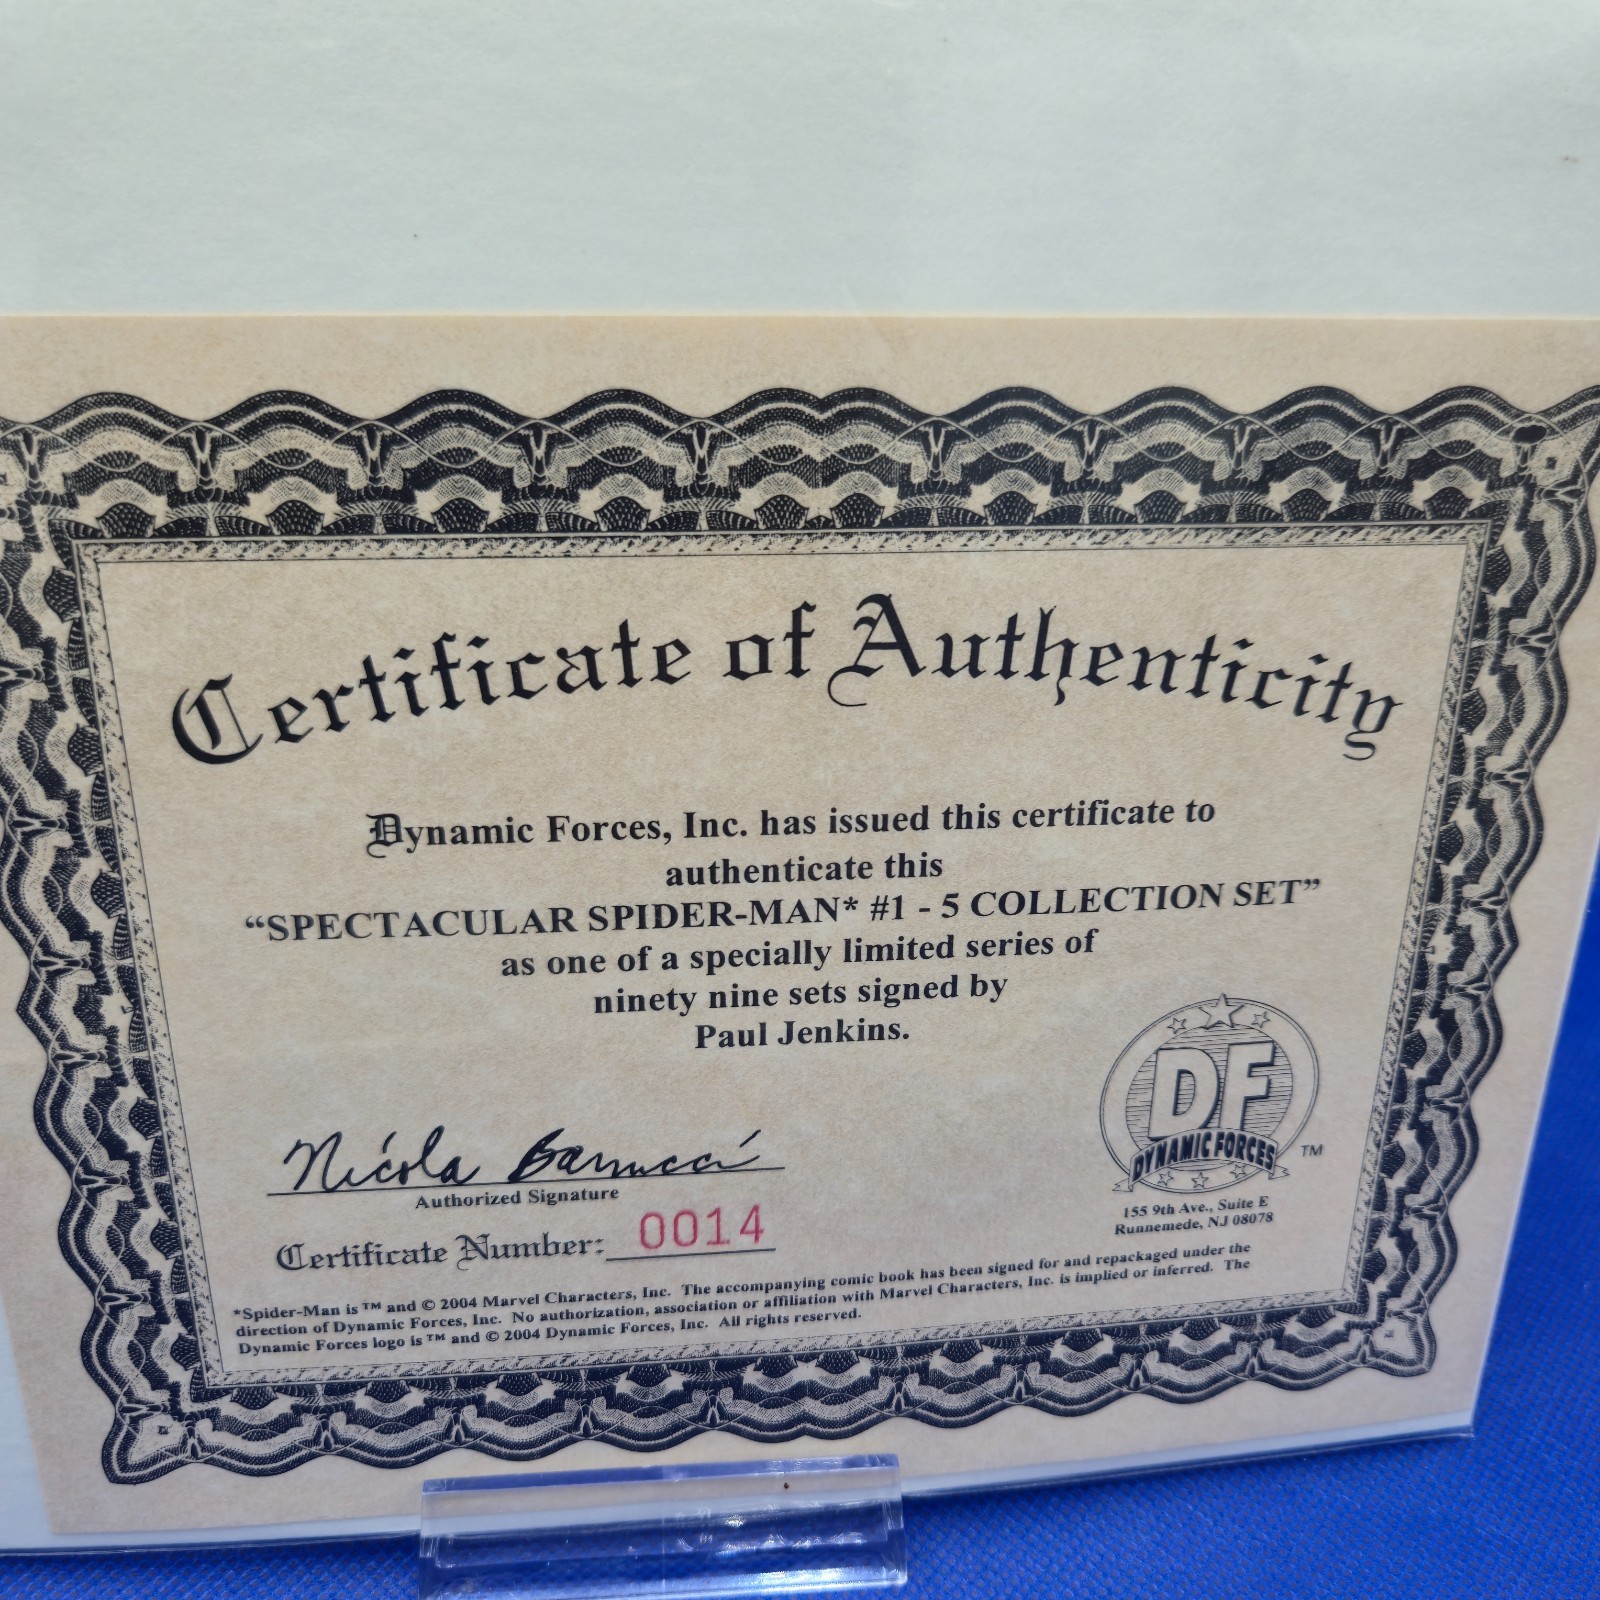 Certificate of Authenticity
Dynamic Forces, Inc. has issued this certificate to
authenticate this
“SPECTACULAR SPIDER-MAN* #1 - 5 COLLECTION SET”
as one of a specially limited series of
ninety nine sets signed by
Paul Jenkins.
Nicola Barrucci
Authorized Signature
Certificate Number: 0014
DF
DYNAMIC FORCES TM
155 9th Ave., Suite E
Runnemede, NJ 08078
*Spider-Man is ™ and © 2004 Marvel Characters, Inc. The accompanying comic book has been signed for and repackaged under the
direction of Dynamic Forces, Inc. No authorization, association or affiliation with Marvel Characters, Inc. is implied or inferred. The
Dynamic Forces logo is ™ and © 2004 Dynamic Forces, Inc. All rights reserved.